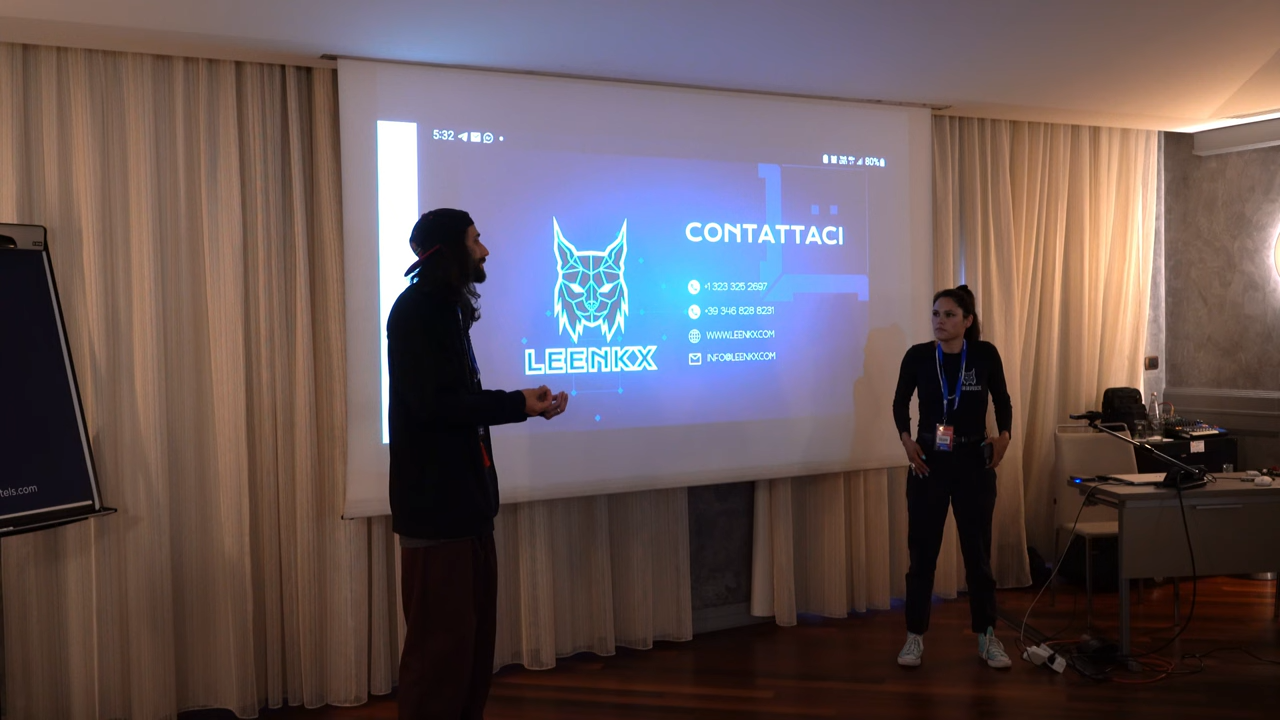 5:32
80%
CONTATTACI
+1 323 325 2697
+39 346 828 8231
WWW.LEENKX.COM
INFO@LEENKX.COM
LEENKX
tels.com